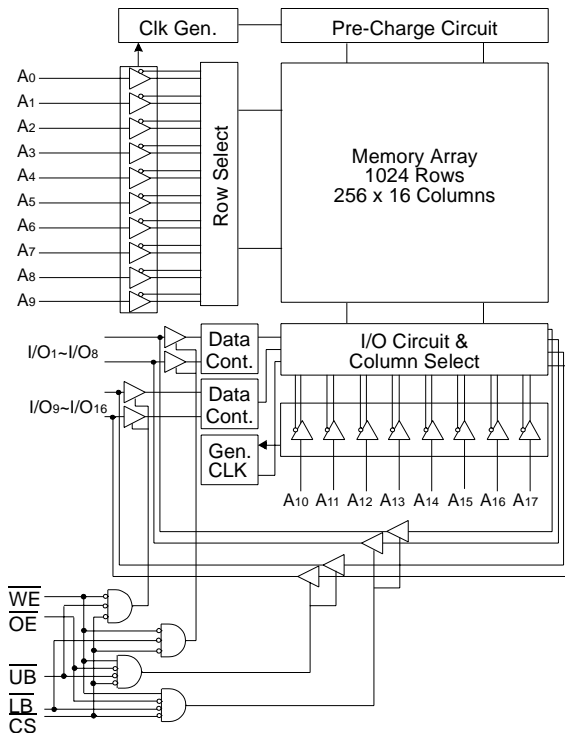 Clk Gen.
Pre-Charge Circuit
A0
A1
A2
A3
A4
A5
A6
A7
A8
A9
Row Select
Memory Array
1024 Rows
256 x 16 Columns
I/O1~I/O8
Data
Cont.
I/O Circuit &
Column Select
I/O9~I/O16
Data
Cont.
Gen.
CLK
A10 A11 A12 A13 A14 A15 A16 A17
WE
OE
UB
LB
CS